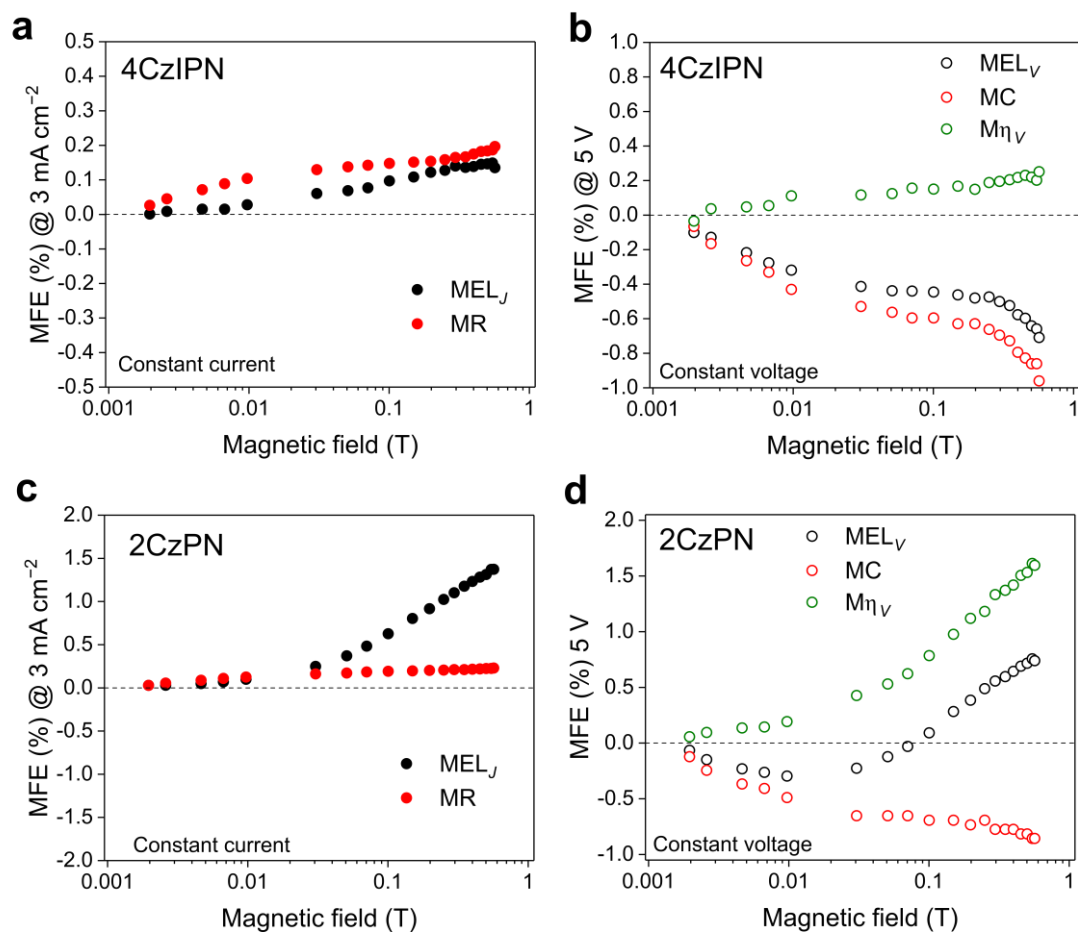 a
4CzIPN
MFE (%) @ 3 mA cm⁻²
0.5
0.4
0.3
0.2
0.1
0.0
-0.1
-0.2
-0.3
-0.4
-0.5
MEL_J
MR
Constant current
0.001
0.01
0.1
1
Magnetic field (T)
b
4CzIPN
MFE (%) @ 5 V
1.0
0.8
0.6
0.4
0.2
0.0
-0.2
-0.4
-0.6
-0.8
-1.0
MEL_V
MC
Mη_V
Constant voltage
0.001
0.01
0.1
1
Magnetic field (T)
c
2CzPN
MFE (%) @ 3 mA cm⁻²
2.0
1.5
1.0
0.5
0.0
-0.5
-1.0
-1.5
-2.0
MEL_J
MR
Constant current
0.001
0.01
0.1
1
Magnetic field (T)
d
2CzPN
MFE (%) 5 V
2.0
1.5
1.0
0.5
0.0
-0.5
-1.0
MEL_V
MC
Mη_V
Constant voltage
0.001
0.01
0.1
1
Magnetic field (T)